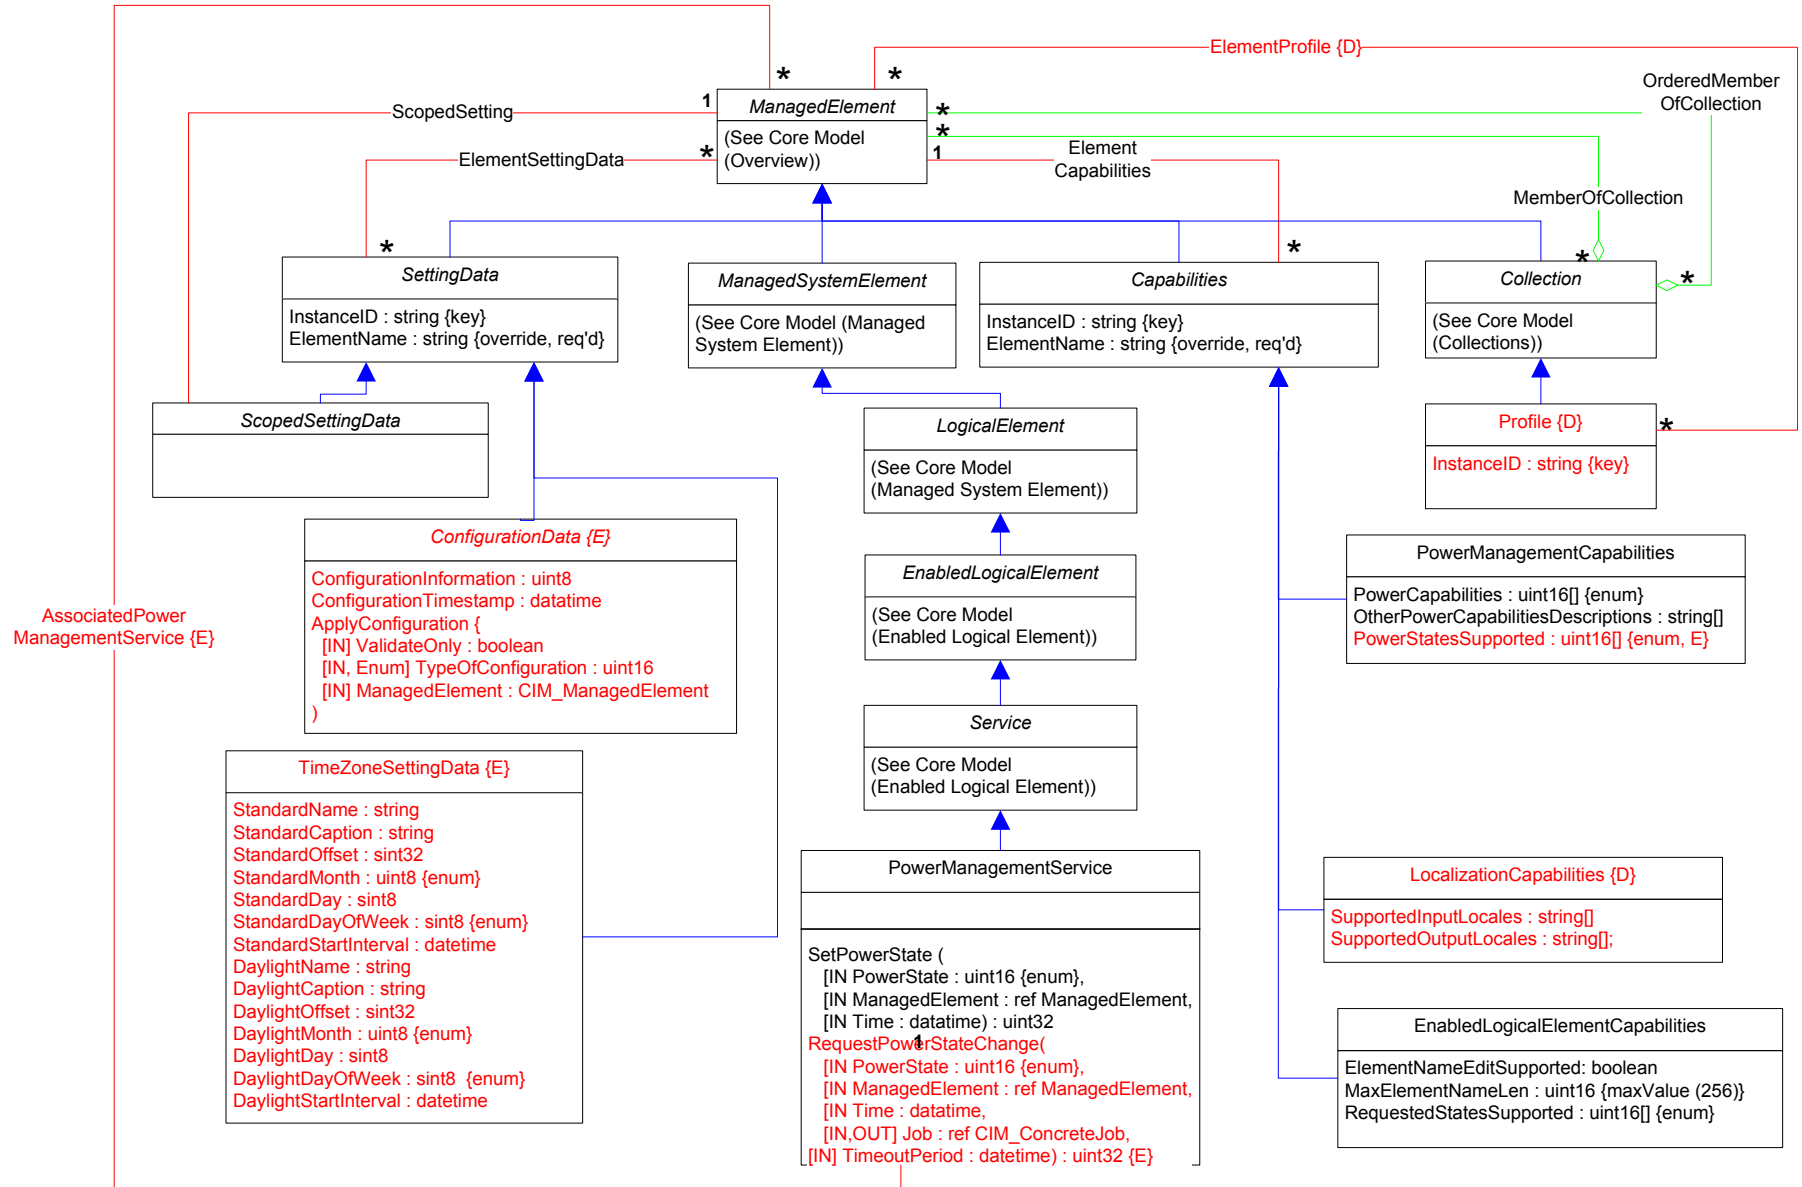 ElementProfile {D}
*
*
OrderedMember
OfCollection
1
ManagedElement
(See Core Model
(Overview))
ScopedSetting
*
*
ElementSettingData
*
1
Element
Capabilities
MemberOfCollection
*
*
*
*
SettingData
InstanceID : string {key}
ElementName : string {override, req'd}
ManagedSystemElement
(See Core Model (Managed
System Element))
Capabilities
InstanceID : string {key}
ElementName : string {override, req'd}
Collection
(See Core Model
(Collections))
ScopedSettingData
LogicalElement
(See Core Model
(Managed System Element))
Profile {D}
*
InstanceID : string {key}
ConfigurationData {E}
ConfigurationInformation : uint8
ConfigurationTimestamp : datatime
ApplyConfiguration {
[IN] ValidateOnly : boolean
[IN, Enum] TypeOfConfiguration : uint16
[IN] ManagedElement : CIM_ManagedElement
)
EnabledLogicalElement
(See Core Model
(Enabled Logical Element))
PowerManagementCapabilities
PowerCapabilities : uint16[] {enum}
OtherPowerCapabilitiesDescriptions : string[]
PowerStatesSupported : uint16[] {enum, E}
AssociatedPower
ManagementService {E}
Service
(See Core Model
(Enabled Logical Element))
TimeZoneSettingData {E}
StandardName : string
StandardCaption : string
StandardOffset : sint32
StandardMonth : uint8 {enum}
StandardDay : sint8
StandardDayOfWeek : sint8 {enum}
StandardStartInterval : datetime
DaylightName : string
DaylightCaption : string
DaylightOffset : sint32
DaylightMonth : uint8 {enum}
DaylightDay : sint8
DaylightDayOfWeek : sint8 {enum}
DaylightStartInterval : datetime
PowerManagementService
SetPowerState (
[IN PowerState : uint16 {enum},
[IN ManagedElement : ref ManagedElement,
[IN Time : datatime) : uint32
1
RequestPowerStateChange(
[IN PowerState : uint16 {enum},
[IN ManagedElement : ref ManagedElement,
[IN Time : datatime,
[IN,OUT] Job : ref CIM_ConcreteJob,
[IN] TimeoutPeriod : datetime) : uint32 {E}
LocalizationCapabilities {D}
SupportedInputLocales : string[]
SupportedOutputLocales : string[];
EnabledLogicalElementCapabilities
ElementNameEditSupported: boolean
MaxElementNameLen : uint16 {maxValue (256)}
RequestedStatesSupported : uint16[] {enum}